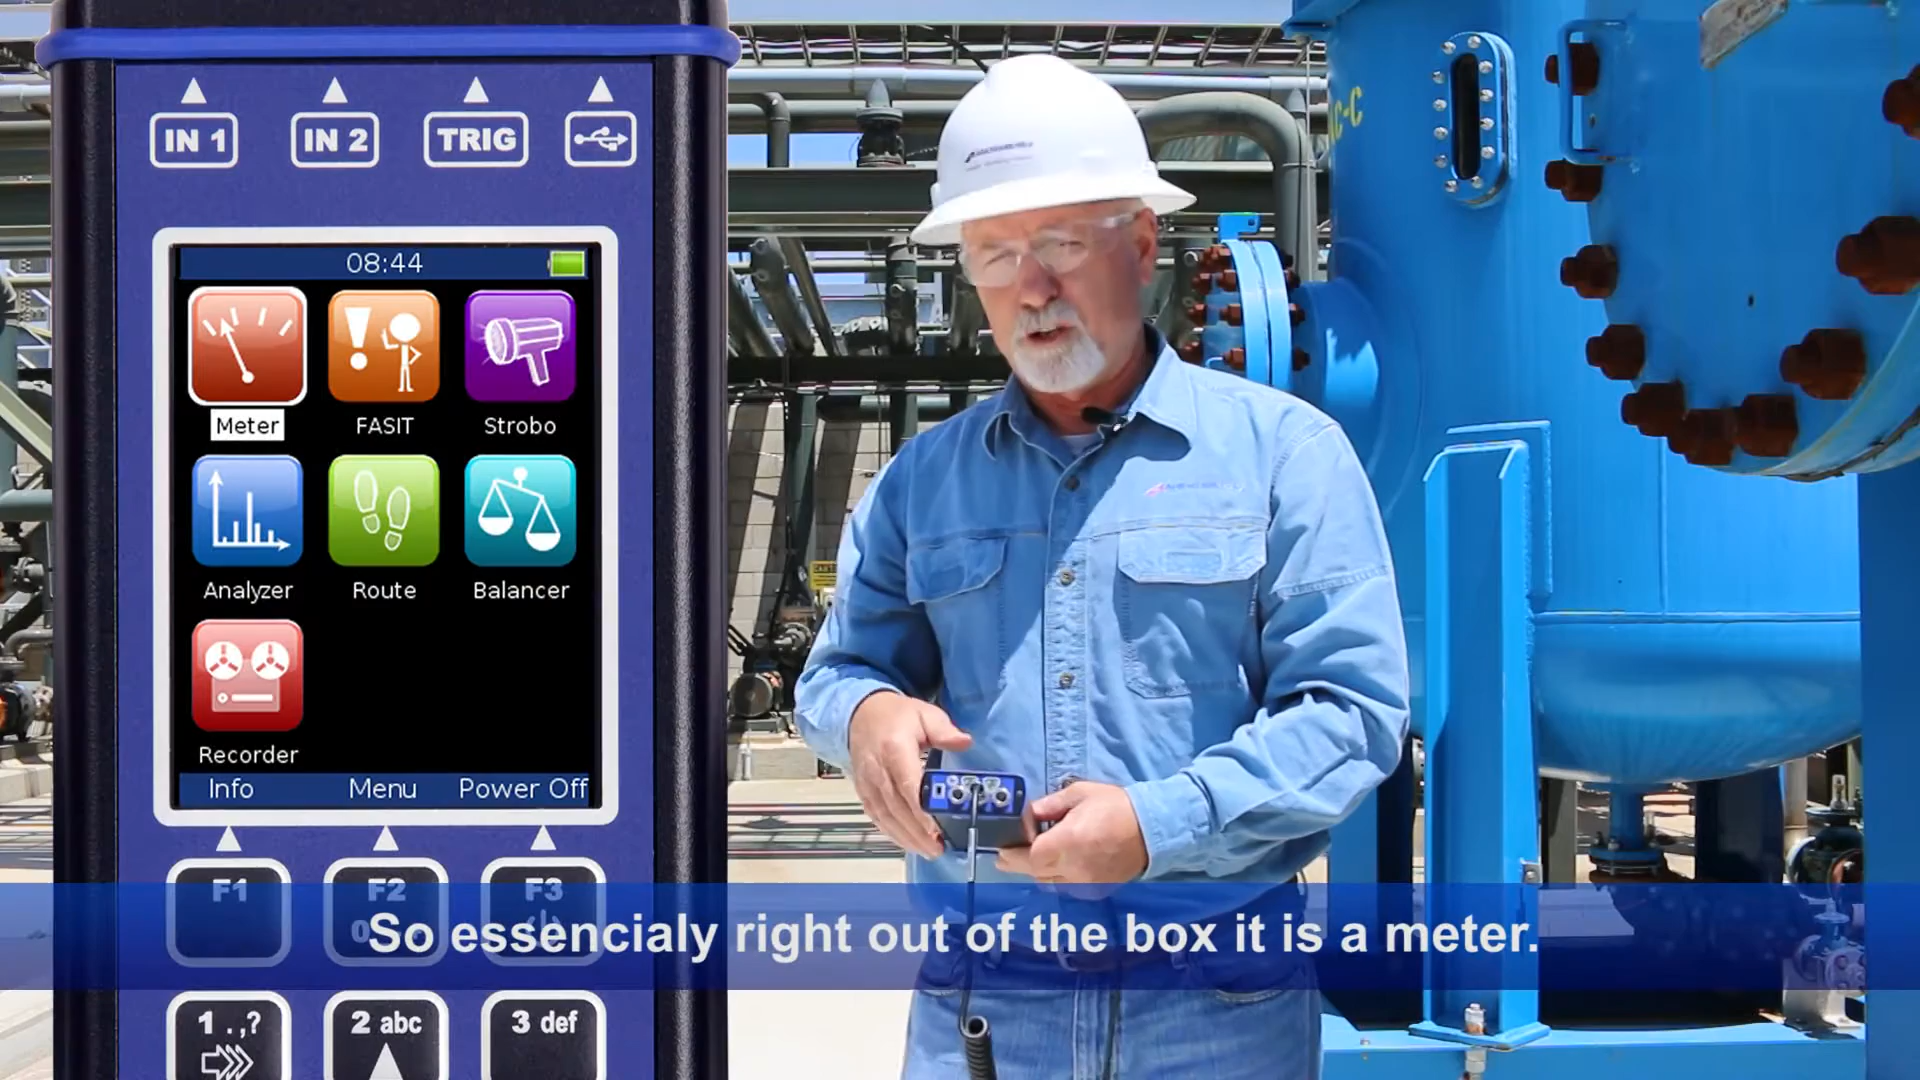 IN 1 IN 2 TRIG
08:44
Meter FASIT Strobo
Analyzer Route Balancer
Recorder
Info Menu Power Off
F1 F2 F3
So essencialy right out of the box it is a meter.
1 .,? 2 abc 3 def
C-C